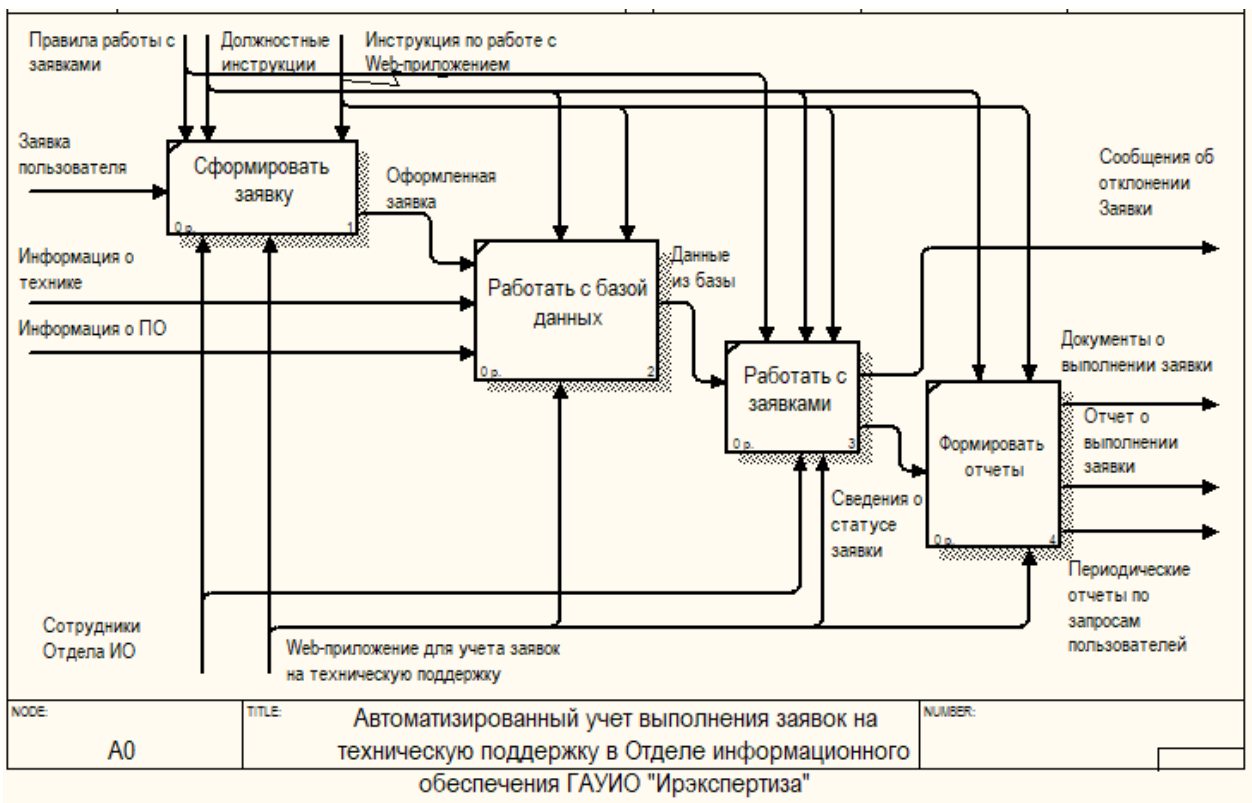 Правила работы с
заявками
Должностные
инструкции
Инструкция по работе с
Web-приложением
Заявка
пользователя
Сформировать
заявку
0 р.
1
Оформленная
заявка
Сообщения об
отклонении
Заявки
Информация о
технике
Информация о ПО
Работать с базой
данных
0 р.
2
Данные
из базы
Работать с
заявками
0 р.
3
Документы о
выполнении заявки
Отчет о
выполнении
заявки
Формировать
отчеты
0 р.
4
Сведения о
статусе
заявки
Периодические
отчеты по
запросам
пользователей
Сотрудники
Отдела ИО
Web-приложение для учета заявок
на техническую поддержку
NODE:
A0
TITLE:
Автоматизированный учет выполнения заявок на
техническую поддержку в Отделе информационного
обеспечения ГАУИО "Ирэкспертиза"
NUMBER: